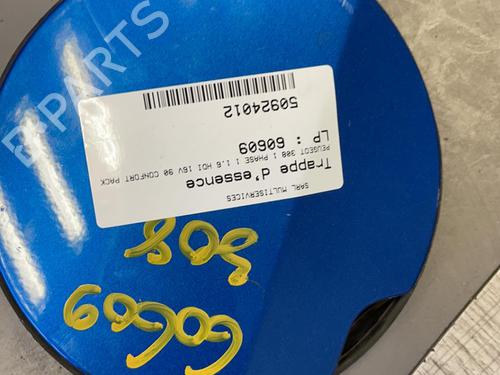 SARL MULTISERVICES
Trappe d'essence
PEUGEOT 308 1 PHASE 1 1.6 HDI 16V 90 CONFORT PACK
LP : 60609
50924012
308
60609
B-PARTS